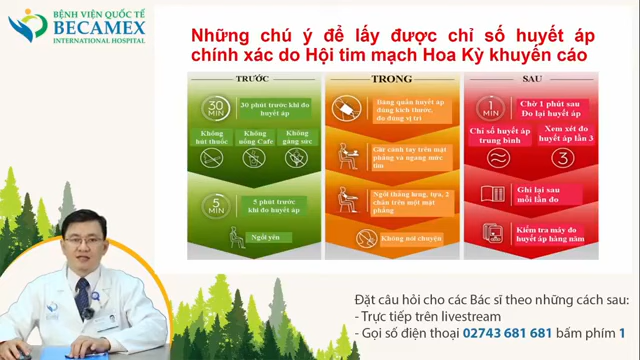 BỆNH VIỆN QUỐC TẾ
BECAMEX
INTERNATIONAL HOSPITAL
Những chú ý để lấy được chỉ số huyết áp
chính xác do Hội tim mạch Hoa Kỳ khuyến cáo
TRƯỚC
30
MIN
30 phút trước khi đo
huyết áp
Không
hút thuốc
Không
uống Cafe
Không
gắng sức
5
MIN
5 phút trước
khi đo huyết áp
Ngồi yên
TRONG
Băng quấn huyết áp
đúng kích thước,
đo đúng vị trí
Giữ cánh tay trên mặt
phẳng và ngang mức
tim
Ngồi thẳng lưng, tựa, 2
chân trên một mặt
phẳng
Không nói chuyện
SAU
1
MIN
Chờ 1 phút sau
Đo lại huyết áp
Chỉ số huyết áp
trung bình
Xem xét đo
huyết áp lần 3
3
Ghi lại sau
mỗi lần đo
Kiểm tra máy đo
huyết áp hàng năm
Đặt câu hỏi cho các Bác sĩ theo những cách sau:
- Trực tiếp trên livestream
- Gọi số điện thoại 02743 681 681 bấm phím 1